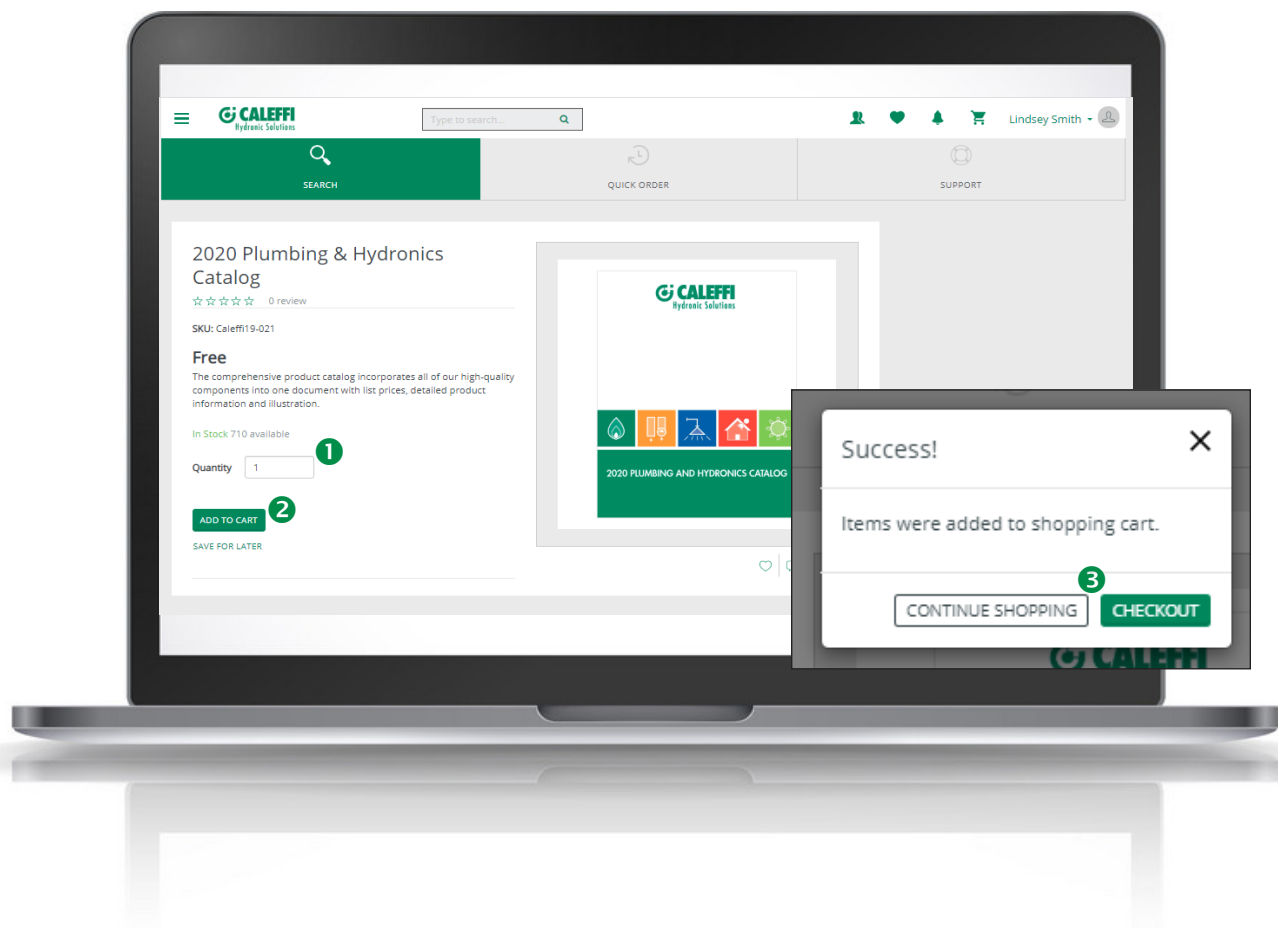 CALEFFI
Hydronic Solutions
Type to search...
Lindsey Smith
SEARCH
QUICK ORDER
SUPPORT
2020 Plumbing & Hydronics
Catalog
0 review
SKU: Caleffi19-021
Free
The comprehensive product catalog incorporates all of our high-quality
components into one document with list prices, detailed product
information and illustration.
In Stock 710 available
1
Quantity 1
2
ADD TO CART
SAVE FOR LATER
CALEFFI
Hydronic Solutions
2020 PLUMBING AND HYDRONICS CATALOG
Success!
Items were added to shopping cart.
3
CONTINUE SHOPPING CHECKOUT
CALEFFI